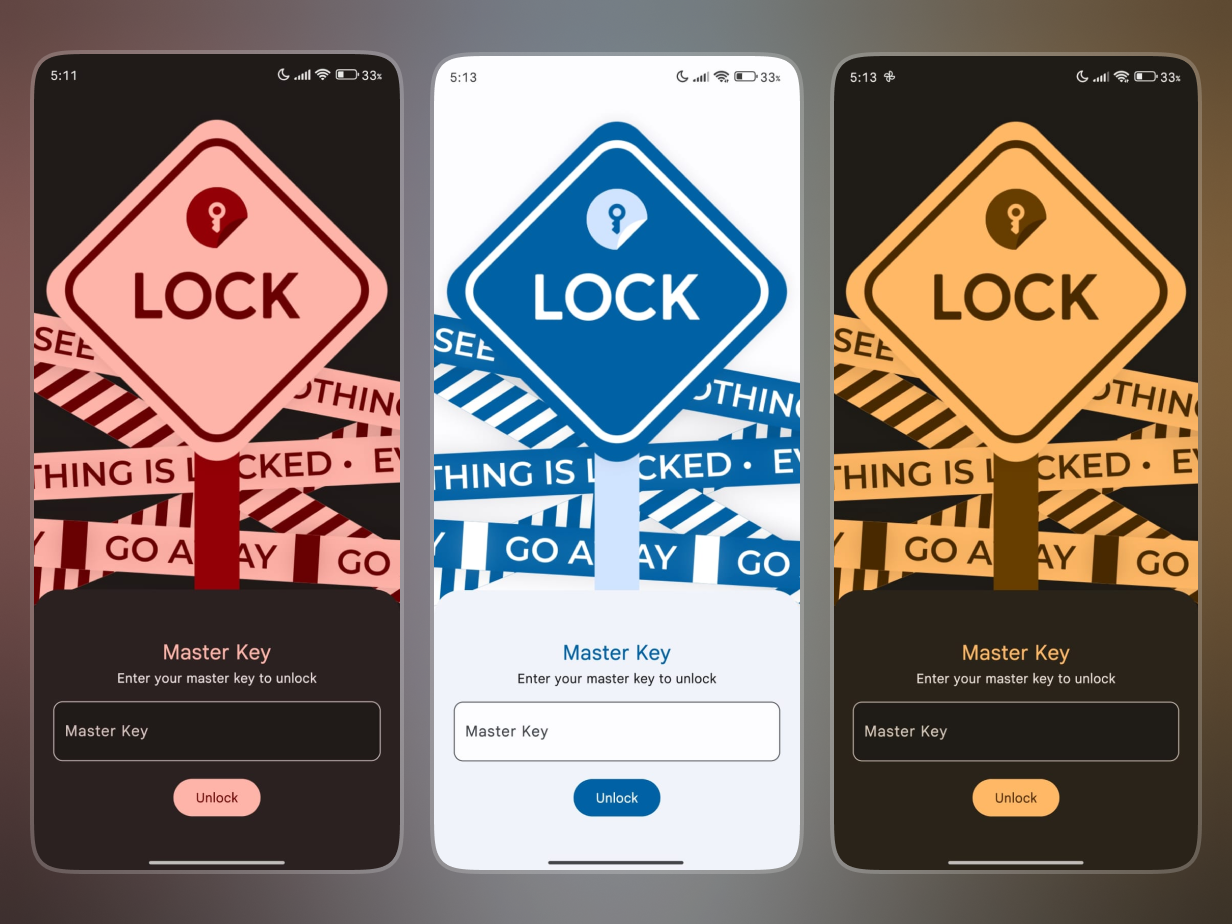 5:11
33%
LOCK
SEE
OTHING
THING IS L CKED • EV
Y GO A AY GO
Master Key
Enter your master key to unlock
Master Key
Unlock
5:13
33%
LOCK
SEE
OTHING
THING IS L CKED • EV
Y GO A AY GO
Master Key
Enter your master key to unlock
Master Key
Unlock
5:13
33%
LOCK
SEE
OTHING
THING IS L CKED • EV
Y GO A AY GO
Master Key
Enter your master key to unlock
Master Key
Unlock